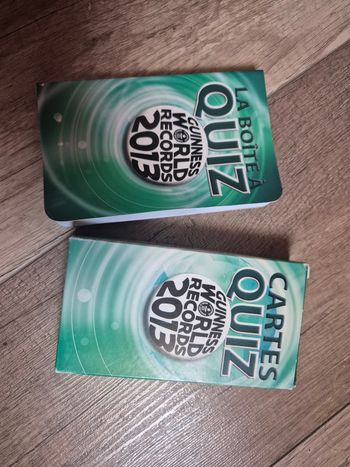 LA BOÎTE À
QUIZ
GUINNESS
WORLD
RECORDS
2013
CARTES
QUIZ
GUINNESS
WORLD
RECORDS
2013